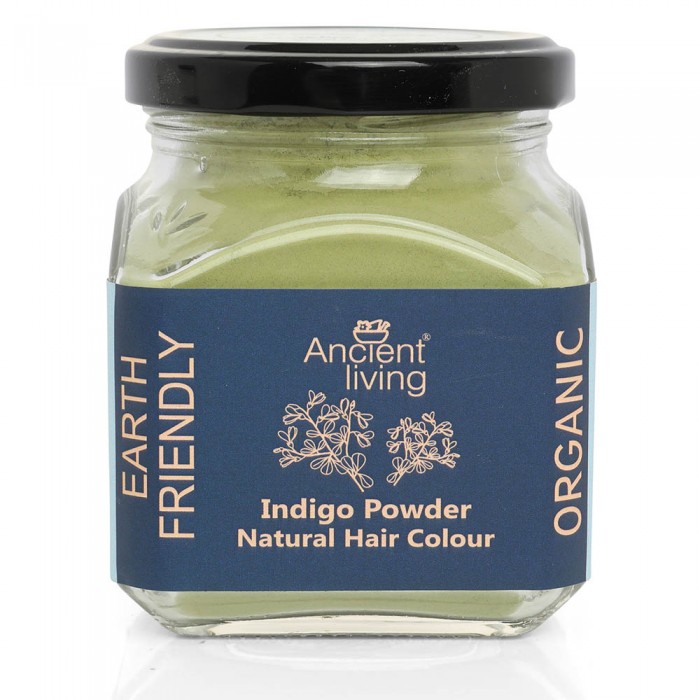 EARTH
FRIENDLY
Ancient®
living
Indigo Powder
Natural Hair Colour
ORGANIC